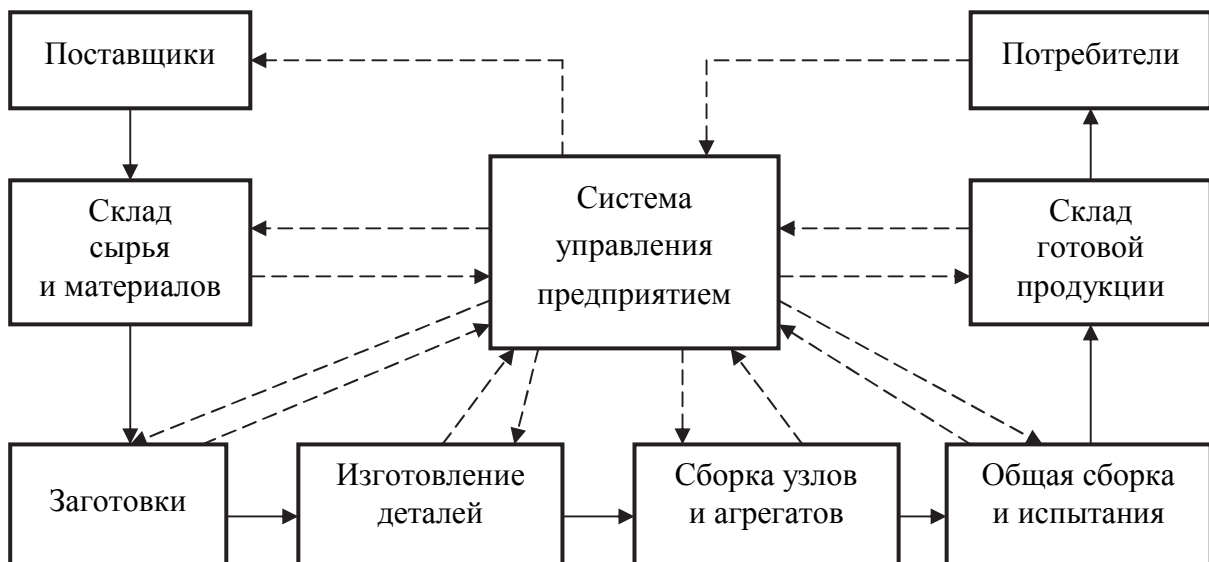 Поставщики
Потребители
Склад
сырья
и материалов
Система
управления
предприятием
Склад
готовой
продукции
Заготовки
Изготовление
деталей
Сборка узлов
и агрегатов
Общая сборка
и испытания